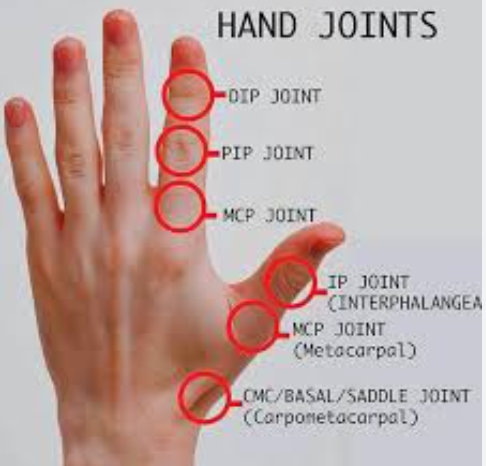 HAND JOINTS
DIP JOINT
PIP JOINT
MCP JOINT
IP JOINT
(INTERPHALANGEA
MCP JOINT
(Metacarpal)
CMC/BASAL/SADDLE JOINT
(Carpometacarpal)